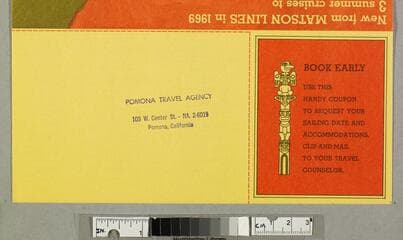 New from MATSON LINES in 1969
3 summer cruises to
POMONA TRAVEL AGENCY
103 W. Center St. - NA. 2-6019
Pomona, California
BOOK EARLY
USE THIS
HANDY COUPON
TO REQUEST YOUR
SAILING DATE AND
ACCOMMODATIONS.
CLIP AND MAIL
TO YOUR TRAVEL
COUNSELOR.
IN.
1
CM
1
2
3